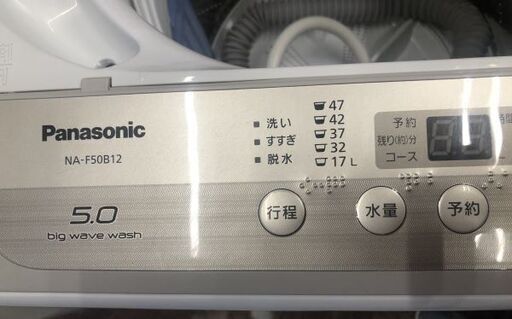 Panasonic
NA-F50B12
5.0
big wave wash
洗い
すすぎ
脱水
47
42
37
32
17 L
予約
残り(約)分
コース
行程
水量
予約